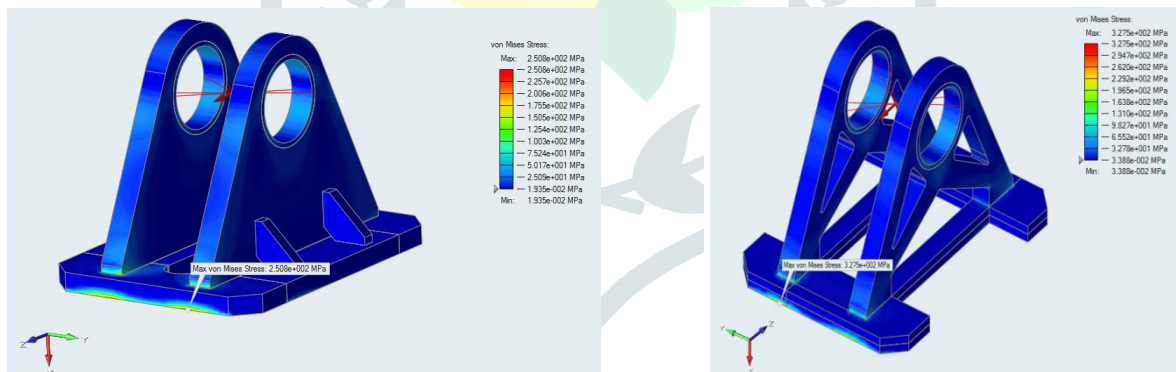 von Mises Stress:
Max: 2.508e+002 MPa
2.508e+002 MPa
2.257e+002 MPa
2.006e+002 MPa
1.755e+002 MPa
1.505e+002 MPa
1.254e+002 MPa
1.003e+002 MPa
7.524e+001 MPa
5.017e+001 MPa
2.509e+001 MPa
1.935e-002 MPa
Min: 1.935e-002 MPa
Max von Mises Stress: 2.508e+002 MPa
Z
Y
von Mises Stress:
Max: 3.275e+002 MPa
3.275e+002 MPa
2.947e+002 MPa
2.620e+002 MPa
2.292e+002 MPa
1.965e+002 MPa
1.638e+002 MPa
1.310e+002 MPa
9.827e+001 MPa
6.552e+001 MPa
3.278e+001 MPa
3.388e-002 MPa
Min: 3.388e-002 MPa
Max von Mises Stress: 3.275e+002 MPa
Y
Z